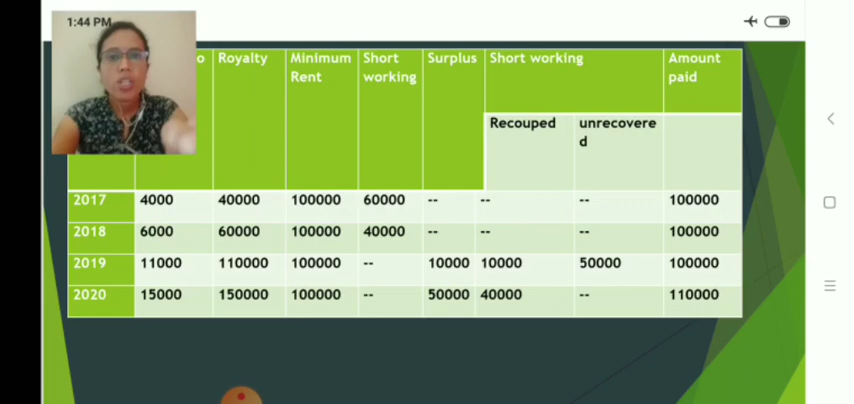 1:44 PM
o Royalty Minimum Short Surplus Short working Amount
Rent working paid
Recouped unrecovere
d
2017 4000 40000 100000 60000 -- -- -- 100000
2018 6000 60000 100000 40000 -- -- -- 100000
2019 11000 110000 100000 -- 10000 10000 50000 100000
2020 15000 150000 100000 -- 50000 40000 -- 110000